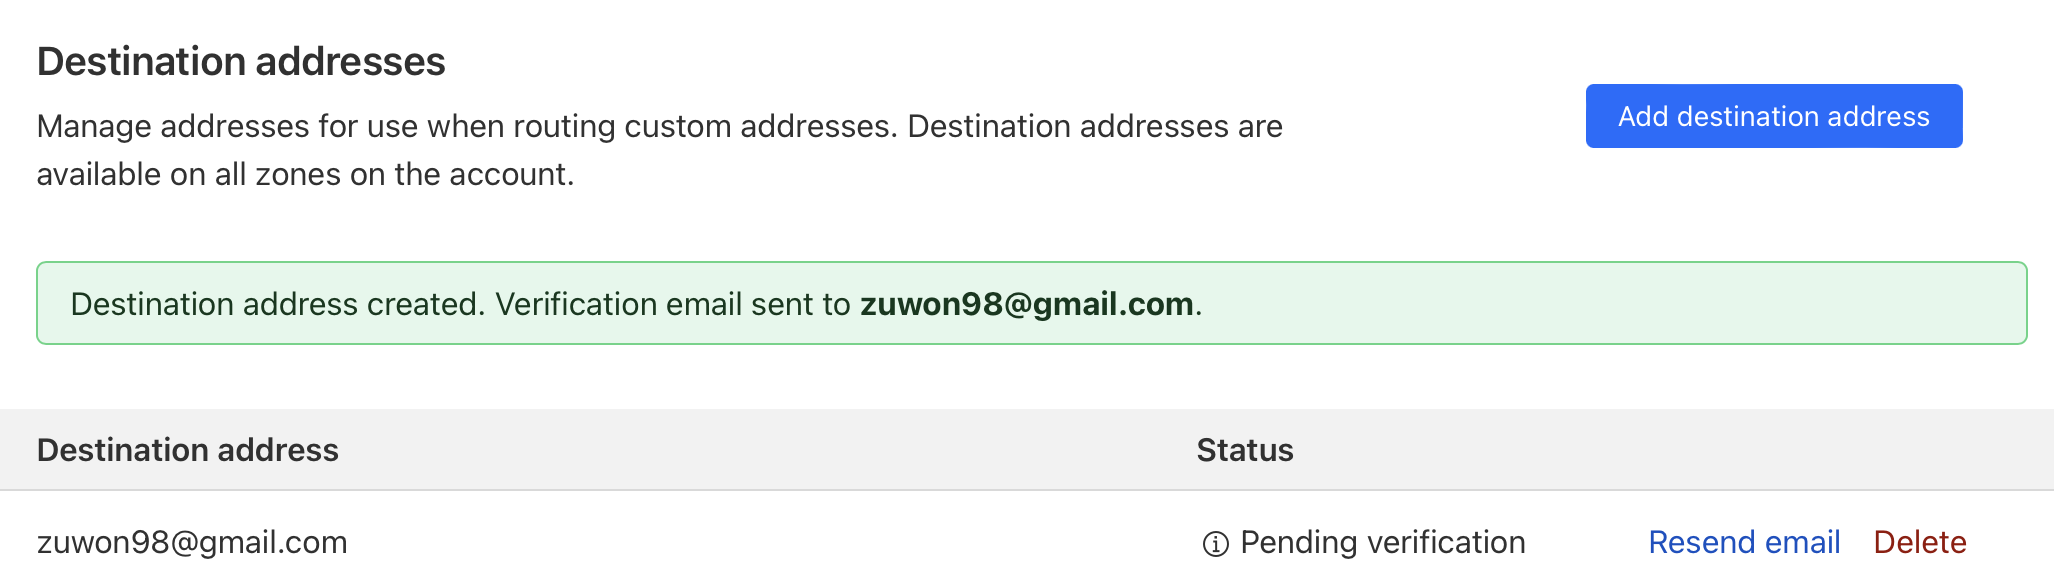 Destination addresses
Manage addresses for use when routing custom addresses. Destination addresses are
available on all zones on the account.
Add destination address
Destination address created. Verification email sent to zuwon98@gmail.com.
Destination address Status
zuwon98@gmail.com Pending verification Resend email Delete